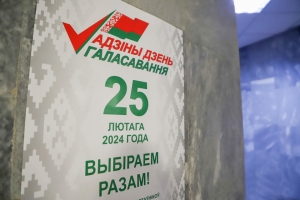 АДЗІНЫ ДЗЕНЬ
ГАЛАСАВАННЯ
25
ЛЮТАГА
2024 ГОДА
ВЫБІРАЕМ
РАЗАМ!